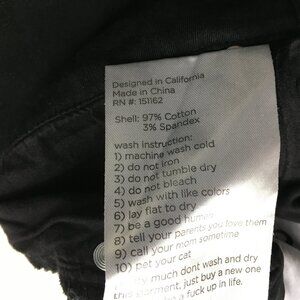 Designed in California
Made in China
RN #: 151162
Shell: 97% Cotton
3% Spandex
wash instruction:
1) machine wash cold
2) do not iron
3) do not tumble dry
4) do not bleach
5) wash with like colors
6) lay flat to dry
7) be a good human
8) tell your parents you love them
9) call your mom sometime
10) pet your cat
much dont wash and dry
this garment, just buy a new one
be a fuck up in life.